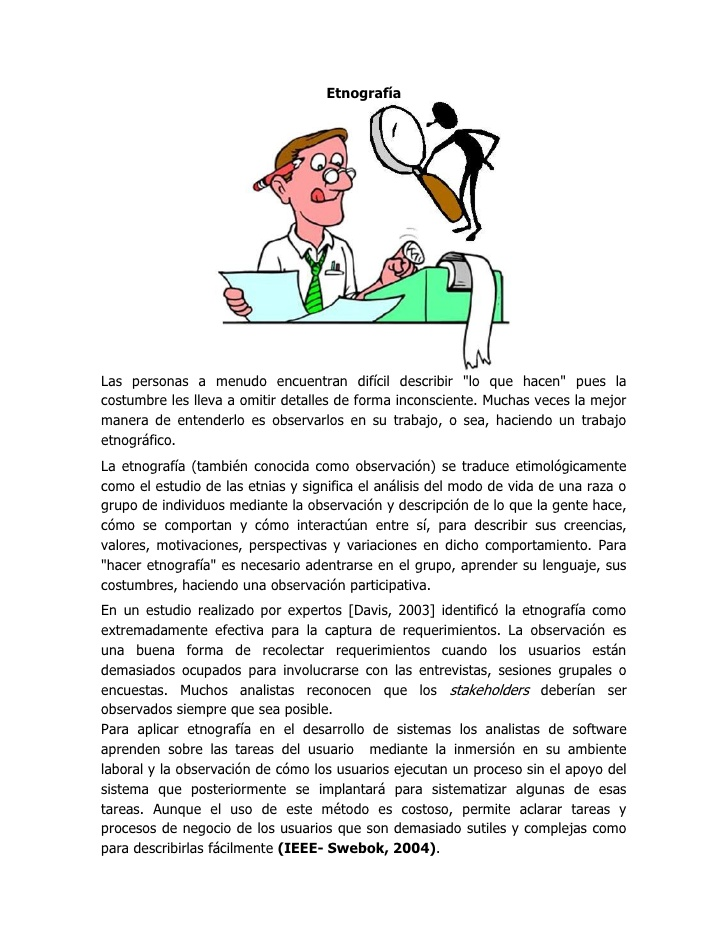 Etnografía
Las personas a menudo encuentran difícil describir "lo que hacen" pues la
costumbre les lleva a omitir detalles de forma inconsciente. Muchas veces la mejor
manera de entenderlo es observarlos en su trabajo, o sea, haciendo un trabajo
etnográfico.
La etnografía (también conocida como observación) se traduce etimológicamente
como el estudio de las etnias y significa el análisis del modo de vida de una raza o
grupo de individuos mediante la observación y descripción de lo que la gente hace,
cómo se comportan y cómo interactúan entre sí, para describir sus creencias,
valores, motivaciones, perspectivas y variaciones en dicho comportamiento. Para
"hacer etnografía" es necesario adentrarse en el grupo, aprender su lenguaje, sus
costumbres, haciendo una observación participativa.
En un estudio realizado por expertos [Davis, 2003] identificó la etnografía como
extremadamente efectiva para la captura de requerimientos. La observación es
una buena forma de recolectar requerimientos cuando los usuarios están
demasiados ocupados para involucrarse con las entrevistas, sesiones grupales o
encuestas. Muchos analistas reconocen que los stakeholders deberían ser
observados siempre que sea posible.
Para aplicar etnografía en el desarrollo de sistemas los analistas de software
aprenden sobre las tareas del usuario mediante la inmersión en su ambiente
laboral y la observación de cómo los usuarios ejecutan un proceso sin el apoyo del
sistema que posteriormente se implantará para sistematizar algunas de esas
tareas. Aunque el uso de este método es costoso, permite aclarar tareas y
procesos de negocio de los usuarios que son demasiado sutiles y complejas como
para describirlas fácilmente (IEEE- Swebok, 2004).